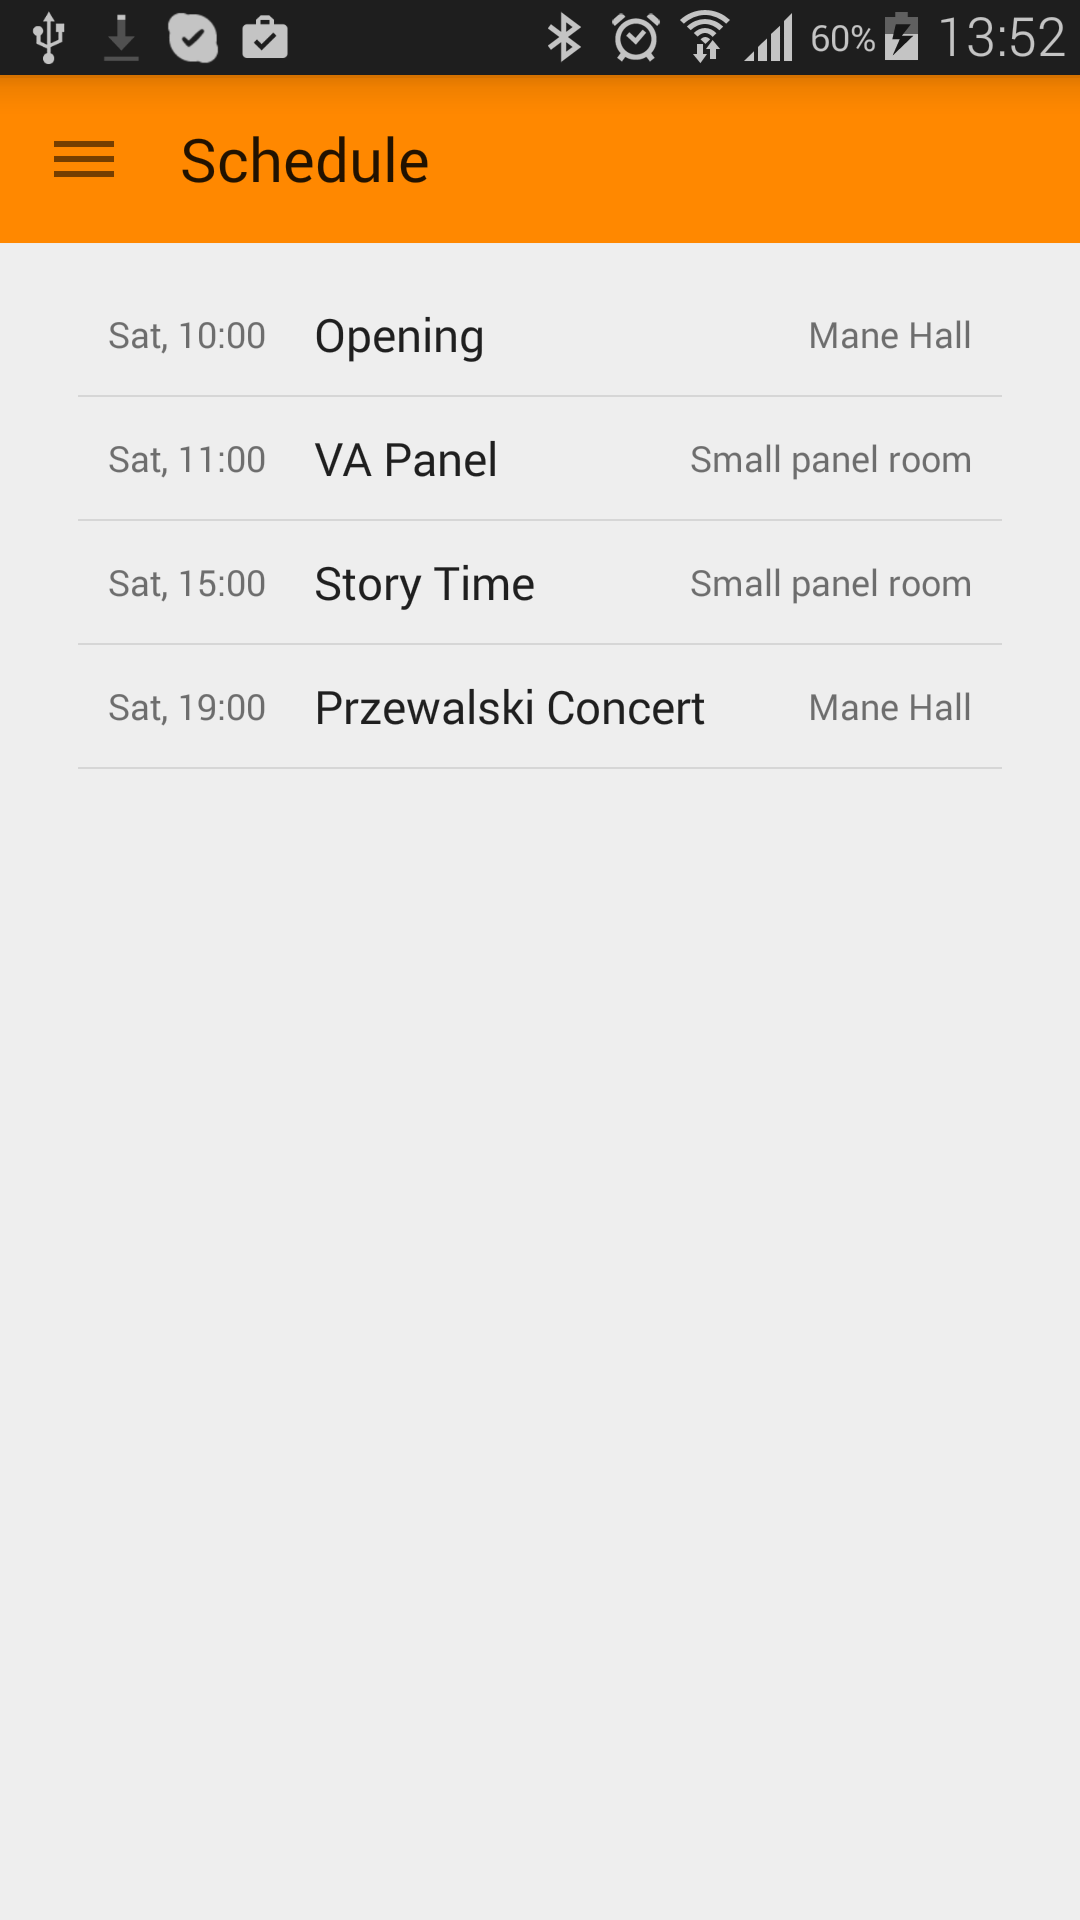 60% 13:52
Schedule
Sat, 10:00 Opening Mane Hall
Sat, 11:00 VA Panel Small panel room
Sat, 15:00 Story Time Small panel room
Sat, 19:00 Przewalski Concert Mane Hall